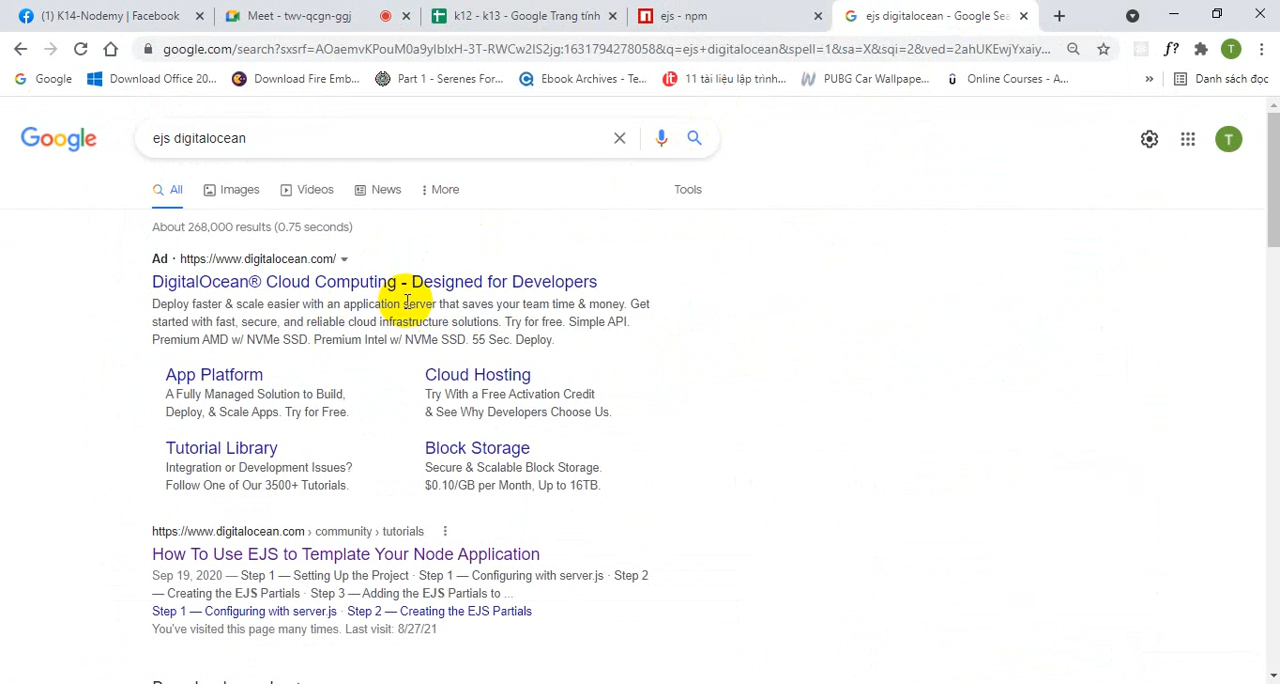 (1) K14-Nodemy | Facebook
Meet - twv-qcgn-ggj
k12 - k13 - Google Trang tính
ejs - npm
ejs digitalocean - Google Sea
google.com/search?sxsrf=AOaemvKPouM0a9yIblxH-3T-RWCw2IS2jg:1631794278058&q=ejs+digitalocean&spell=1&sa=X&sqi=2&ved=2ahUKEwjYxaiy...
f?
T
Google
Download Office 20...
Download Fire Emb...
Part 1 - Serenes For...
Ebook Archives - Te...
11 tài liệu lập trình...
PUBG Car Wallpape...
Online Courses - A...
»
Danh sách đọc
Google
ejs digitalocean
T
All
Images
Videos
News
More
Tools
About 268,000 results (0.75 seconds)
Ad · https://www.digitalocean.com/
DigitalOcean® Cloud Computing - Designed for Developers
Deploy faster & scale easier with an application server that saves your team time & money. Get
started with fast, secure, and reliable cloud infrastructure solutions. Try for free. Simple API.
Premium AMD w/ NVMe SSD. Premium Intel w/ NVMe SSD. 55 Sec. Deploy.
App Platform
A Fully Managed Solution to Build,
Deploy, & Scale Apps. Try for Free.
Cloud Hosting
Try With a Free Activation Credit
& See Why Developers Choose Us.
Tutorial Library
Integration or Development Issues?
Follow One of Our 3500+ Tutorials.
Block Storage
Secure & Scalable Block Storage.
$0.10/GB per Month, Up to 16TB.
https://www.digitalocean.com › community › tutorials
How To Use EJS to Template Your Node Application
Sep 19, 2020 — Step 1 — Setting Up the Project · Step 1 — Configuring with server.js · Step 2
— Creating the EJS Partials · Step 3 — Adding the EJS Partials to ...
Step 1 — Configuring with server.js · Step 2 — Creating the EJS Partials
You've visited this page many times. Last visit: 8/27/21